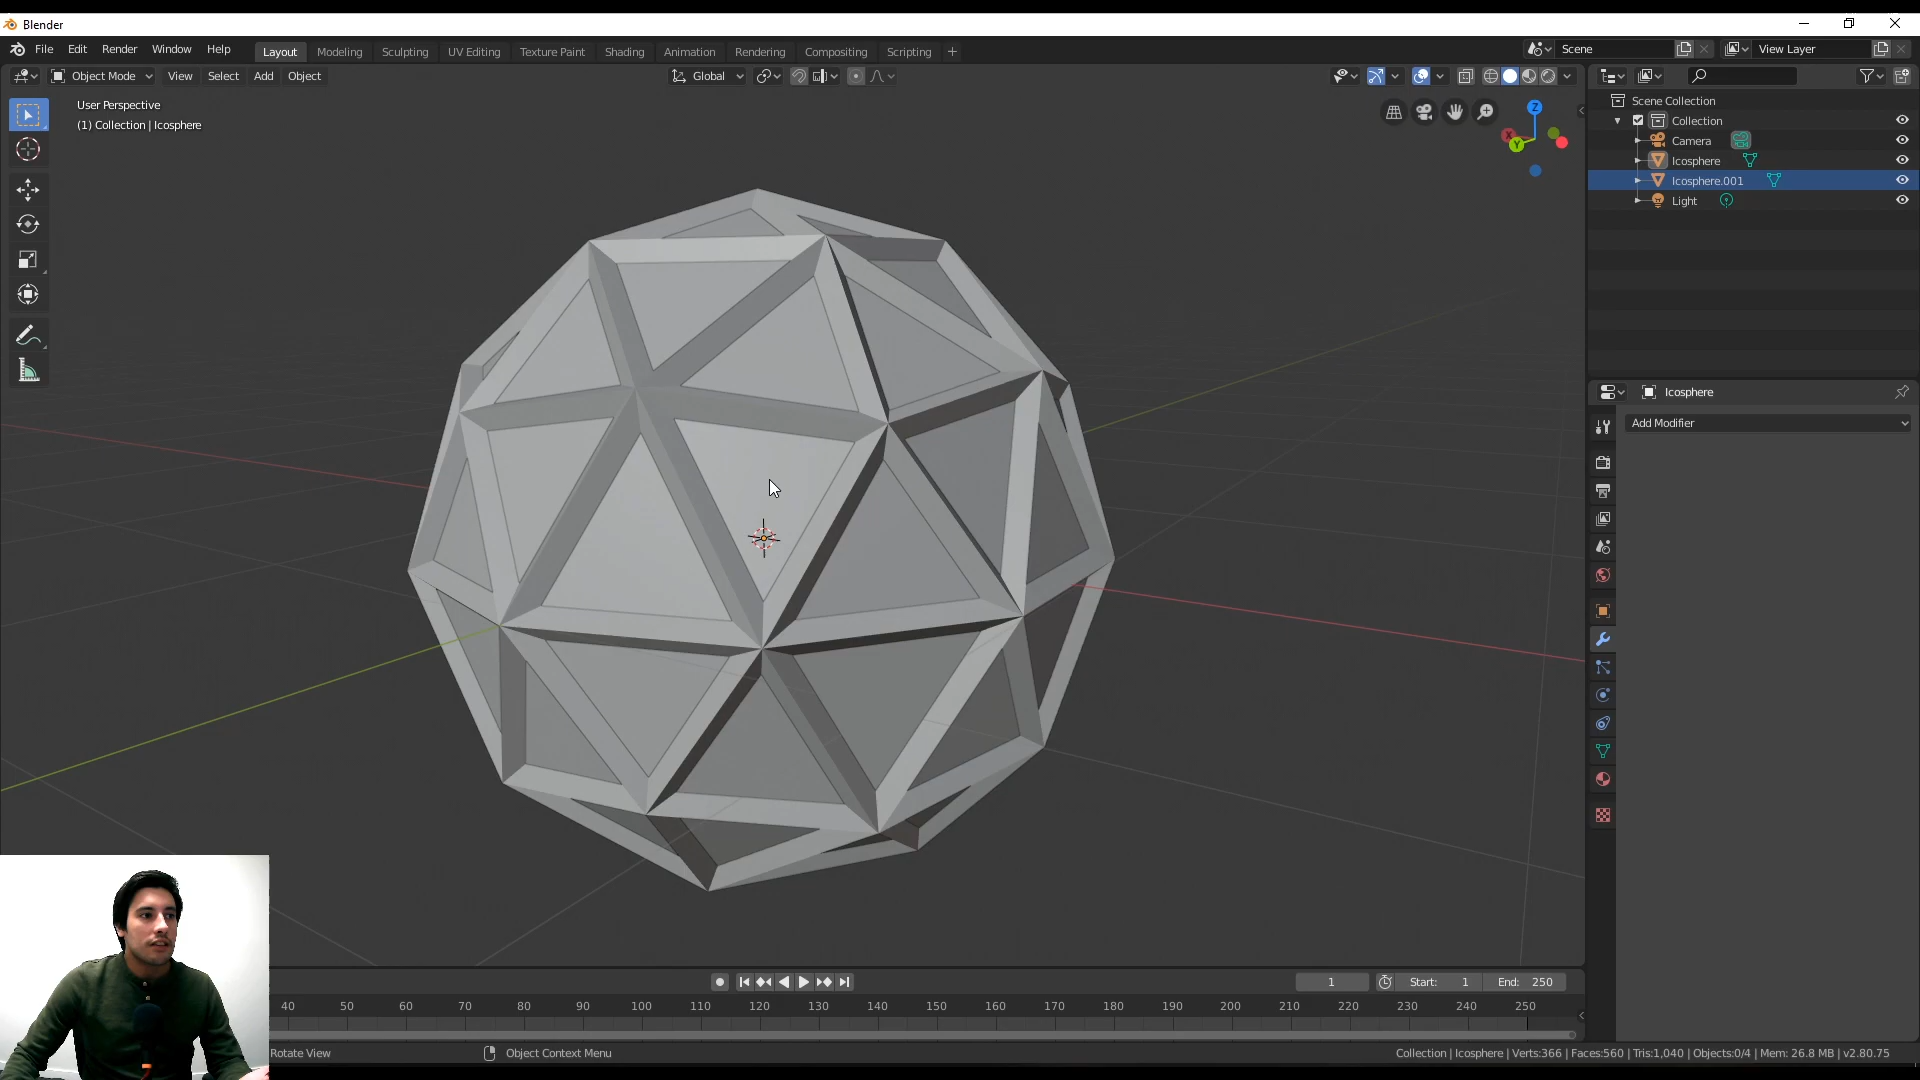 Blender
File Edit Render Window Help
Layout Modeling Sculpting UV Editing Texture Paint Shading Animation Rendering Compositing Scripting +
Scene
View Layer
Object Mode View Select Add Object
Global
User Perspective
(1) Collection | Icosphere
Z
X
Y
Scene Collection
Collection
Camera
Icosphere
Icosphere.001
Light
Icosphere
Add Modifier
1
Start: 1
End: 250
40 50 60 70 80 90 100 110 120 130 140 150 160 170 180 190 200 210 220 230 240 250
Rotate View
Object Context Menu
Collection | Icosphere | Verts:366 | Faces:560 | Tris:1,040 | Objects:0/4 | Mem: 26.8 MB | v2.80.75